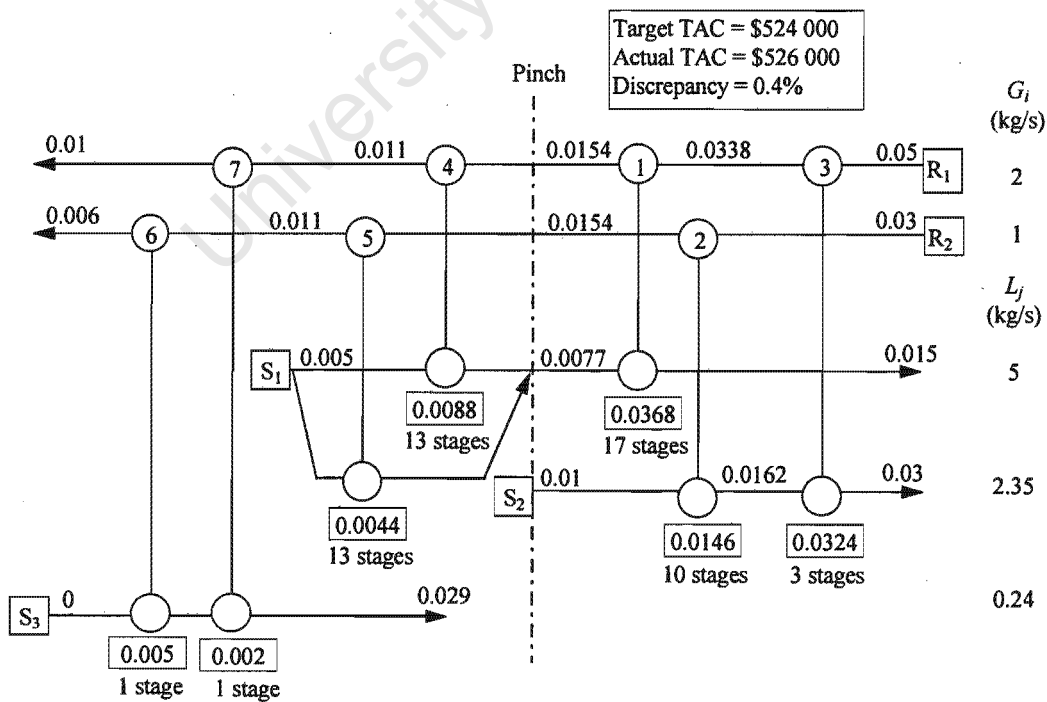 University
Target TAC = $524 000
Actual TAC = $526 000
Discrepancy = 0.4%
Pinch
G_i
(kg/s)
0.01 7 0.011 4 0.0154 1 0.0338 3 0.05 R_1 2
0.006 6 0.011 5 0.0154 2 0.03 R_2 1
L_j
(kg/s)
S_1 0.005 0.0077 0.015 5
0.0088 0.0368
13 stages 17 stages
S_2 0.01 0.0162 0.03 2.35
0.0044 0.0146 0.0324
13 stages 10 stages 3 stages
S_3 0 0.029 0.24
0.005 0.002
1 stage 1 stage